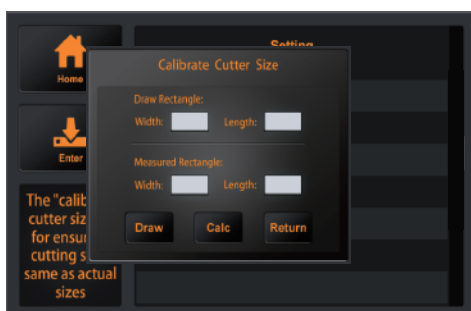 Setting
Home
Calibrate Cutter Size
Draw Rectangle:
Width: Length:
Enter
Measured Rectangle:
Width: Length:
Draw Calc Return
The "calib
cutter siz
for ensu
cutting s
same as actual
sizes